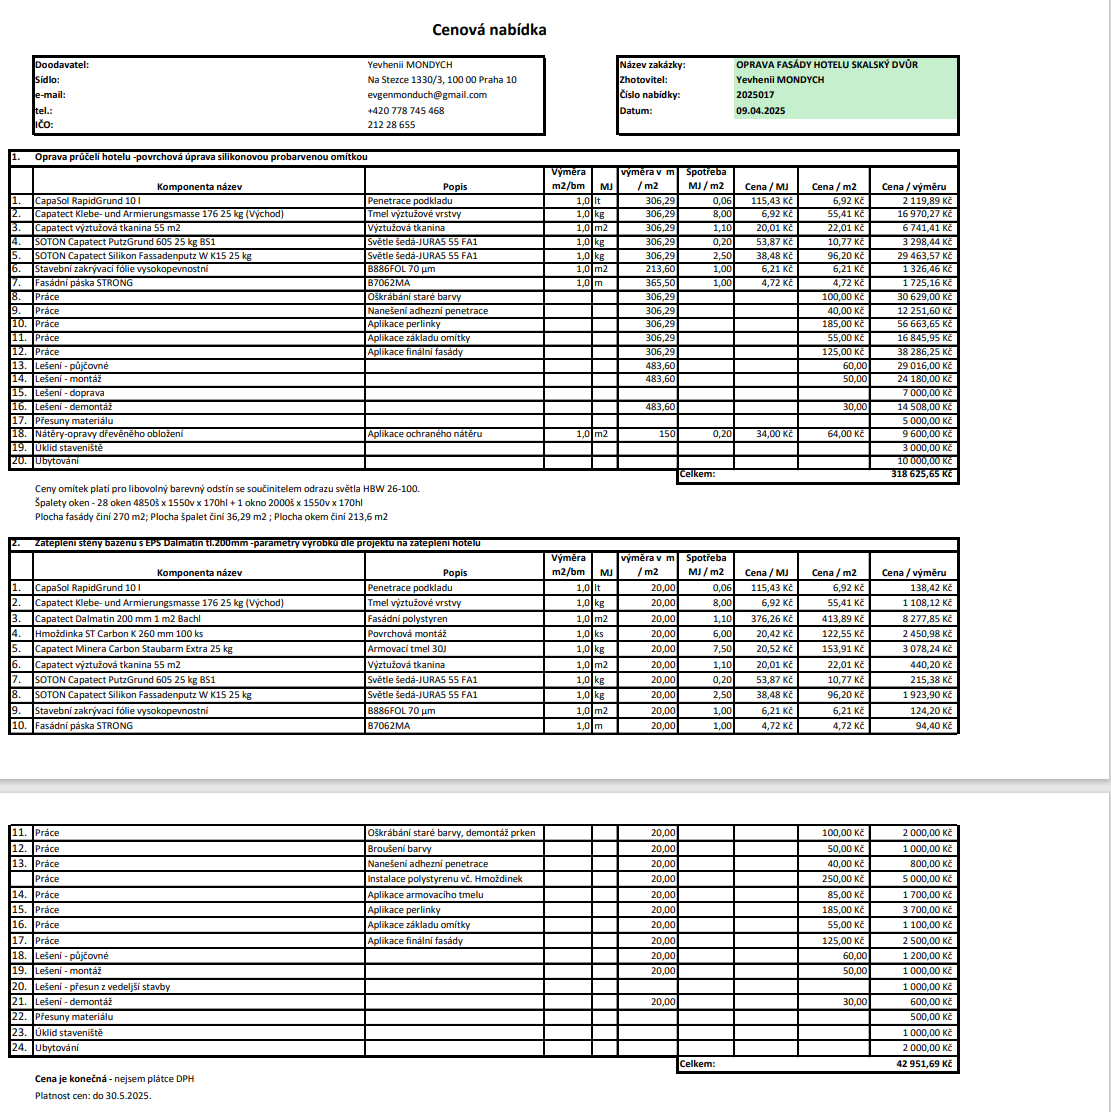 Cenová nabídka
Doodavatel: Yevhenii MONDYCH
Sídlo: Na Stezce 1330/3, 100 00 Praha 10
e-mail: evgenmonduch@gmail.com
tel.: +420 778 745 468
IČO: 212 28 655
Název zakázky: OPRAVA FASÁDY HOTELU SKALSKÝ DVŮR
Zhotovitel: Yevhenii MONDYCH
Číslo nabídky: 2025017
Datum: 09.04.2025
1. Oprava průčelí hotelu -povrchová úprava silikonovou probarvenou omítkou
Komponenta název Popis Výměra m2/bm MJ výměra v m / m2 Spotřeba MJ / m2 Cena / MJ Cena / m2 Cena / výměru
1. CapaSol RapidGrund 10 l Penetrace podkladu 1,0 lt 306,29 0,06 115,43 Kč 6,92 Kč 2 119,89 Kč
2. Capatect Klebe- und Armierungsmasse 176 25 kg (Východ) Tmel výztužové vrstvy 1,0 kg 306,29 8,00 6,92 Kč 55,41 Kč 16 970,27 Kč
3. Capatect výztužová tkanina 55 m2 Výztužová tkanina 1,0 m2 306,29 1,10 20,01 Kč 22,01 Kč 6 741,41 Kč
4. SOTON Capatect PutzGrund 605 25 kg BS1 Světle šedá-JURA5 55 FA1 1,0 kg 306,29 0,20 53,87 Kč 10,77 Kč 3 298,44 Kč
5. SOTON Capatect Silikon Fassadenputz W K15 25 kg Světle šedá-JURA5 55 FA1 1,0 kg 306,29 2,50 38,48 Kč 96,20 Kč 29 463,57 Kč
6. Stavební zakrývací fólie vysokopevnostní B886FOL 70 µm 1,0 m2 213,60 1,00 6,21 Kč 6,21 Kč 1 326,46 Kč
7. Fasádní páska STRONG B7062MA 1,0 m 365,50 1,00 4,72 Kč 4,72 Kč 1 725,16 Kč
8. Práce Oškrábání staré barvy 306,29 100,00 Kč 30 629,00 Kč
9. Práce Nanešení adhezní penetrace 306,29 40,00 Kč 12 251,60 Kč
10. Práce Aplikace perlinky 306,29 185,00 Kč 56 663,65 Kč
11. Práce Aplikace základu omítky 306,29 55,00 Kč 16 845,95 Kč
12. Práce Aplikace finální fasády 306,29 125,00 Kč 38 286,25 Kč
13. Lešení - půjčovné 483,60 60,00 29 016,00 Kč
14. Lešení - montáž 483,60 50,00 24 180,00 Kč
15. Lešení - doprava 7 000,00 Kč
16. Lešení - demontáž 483,60 30,00 14 508,00 Kč
17. Přesuny materiálu 5 000,00 Kč
18. Nátěry-opravy dřevěného obložení Aplikace ochraného nátěru 1,0 m2 150 0,20 34,00 Kč 64,00 Kč 9 600,00 Kč
19. Úklid staveniště 3 000,00 Kč
20. Ubytování 10 000,00 Kč
Celkem: 318 625,65 Kč
Ceny omítek platí pro libovolný barevný odstín se součinitelem odrazu světla HBW 26-100.
Špalety oken - 28 oken 4850š x 1550v x 170hl + 1 okno 2000š x 1550v x 170hl
Plocha fasády činí 270 m2; Plocha špalet činí 36,29 m2 ; Plocha okem činí 213,6 m2
2. Zateplení stěny bazénu s EPS Dalmatin tl.200mm -parametry výrobků dle projektu na zateplení hotelu
Komponenta název Popis Výměra m2/bm MJ výměra v m / m2 Spotřeba MJ / m2 Cena / MJ Cena / m2 Cena / výměru
1. CapaSol RapidGrund 10 l Penetrace podkladu 1,0 lt 20,00 0,06 115,43 Kč 6,92 Kč 138,42 Kč
2. Capatect Klebe- und Armierungsmasse 176 25 kg (Východ) Tmel výztužové vrstvy 1,0 kg 20,00 8,00 6,92 Kč 55,41 Kč 1 108,12 Kč
3. Capatect Dalmatin 200 mm 1 m2 Bachl Fasádní polystyren 1,0 m2 20,00 1,10 376,26 Kč 413,89 Kč 8 277,85 Kč
4. Hmoždinka ST Carbon K 260 mm 100 ks Povrchová montáž 1,0 ks 20,00 6,00 20,42 Kč 122,55 Kč 2 450,98 Kč
5. Capatect Minera Carbon Staubarm Extra 25 kg Armovací tmel 30J 1,0 kg 20,00 7,50 20,52 Kč 153,91 Kč 3 078,24 Kč
6. Capatect výztužová tkanina 55 m2 Výztužová tkanina 1,0 m2 20,00 1,10 20,01 Kč 22,01 Kč 440,20 Kč
7. SOTON Capatect PutzGrund 605 25 kg BS1 Světle šedá-JURA5 55 FA1 1,0 kg 20,00 0,20 53,87 Kč 10,77 Kč 215,38 Kč
8. SOTON Capatect Silikon Fassadenputz W K15 25 kg Světle šedá-JURA5 55 FA1 1,0 kg 20,00 2,50 38,48 Kč 96,20 Kč 1 923,90 Kč
9. Stavební zakrývací fólie vysokopevnostní B886FOL 70 µm 1,0 m2 20,00 1,00 6,21 Kč 6,21 Kč 124,20 Kč
10. Fasádní páska STRONG B7062MA 1,0 m 20,00 1,00 4,72 Kč 4,72 Kč 94,40 Kč
11. Práce Oškrábání staré barvy, demontáž prken 20,00 100,00 Kč 2 000,00 Kč
12. Práce Broušení barvy 20,00 50,00 Kč 1 000,00 Kč
13. Práce Nanešení adhezní penetrace 20,00 40,00 Kč 800,00 Kč
Práce Instalace polystyrenu vč. Hmoždinek 20,00 250,00 Kč 5 000,00 Kč
14. Práce Aplikace armovacího tmelu 20,00 85,00 Kč 1 700,00 Kč
15. Práce Aplikace perlinky 20,00 185,00 Kč 3 700,00 Kč
16. Práce Aplikace základu omítky 20,00 55,00 Kč 1 100,00 Kč
17. Práce Aplikace finální fasády 20,00 125,00 Kč 2 500,00 Kč
18. Lešení - půjčovné 20,00 60,00 1 200,00 Kč
19. Lešení - montáž 20,00 50,00 1 000,00 Kč
20. Lešení - přesun z vedeljší stavby 1 000,00 Kč
21. Lešení - demontáž 20,00 30,00 600,00 Kč
22. Přesuny materiálu 500,00 Kč
23. Úklid staveniště 1 000,00 Kč
24. Ubytování 2 000,00 Kč
Celkem: 42 951,69 Kč
Cena je konečná - nejsem plátce DPH
Platnost cen: do 30.5.2025.